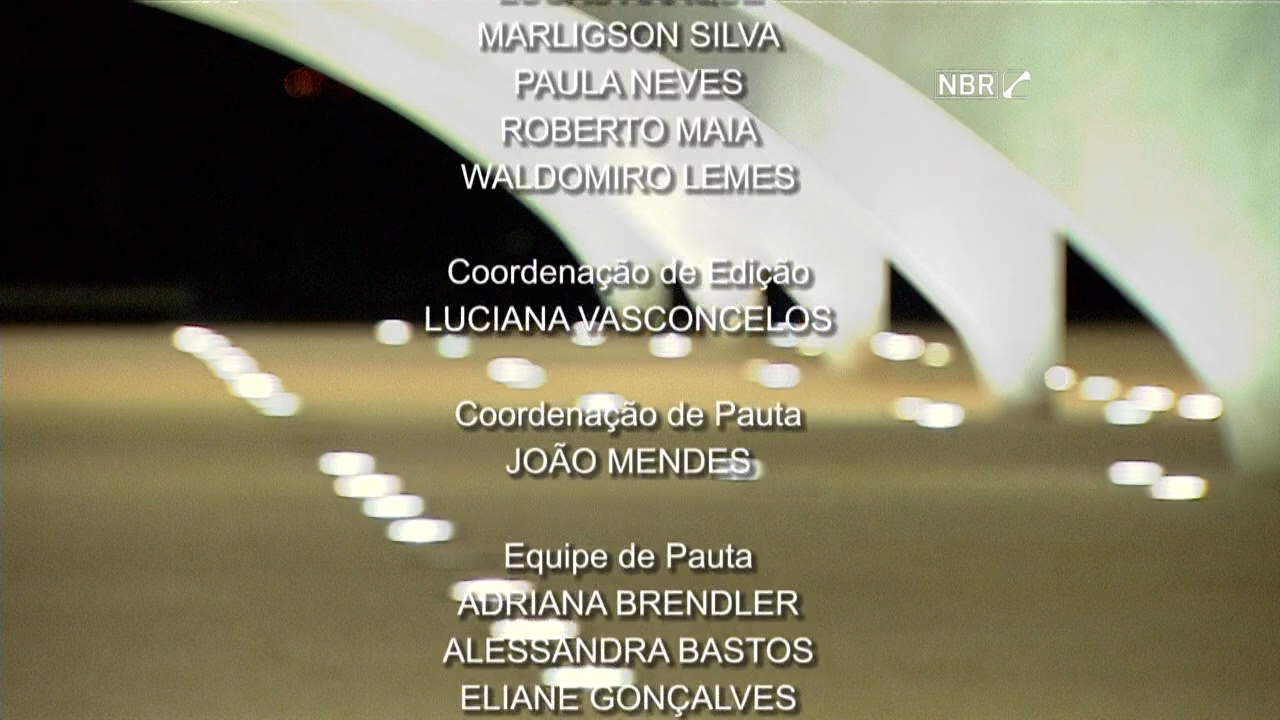 MARLIGSON SILVA
PAULA NEVES
NBR
ROBERTO MAIA
WALDOMIRO LEMES
Coordenação de Edição
LUCIANA VASCONCELOS
Coordenação de Pauta
JOÃO MENDES
Equipe de Pauta
ADRIANA BRENDLER
ALESSANDRA BASTOS
ELIANE GONÇALVES